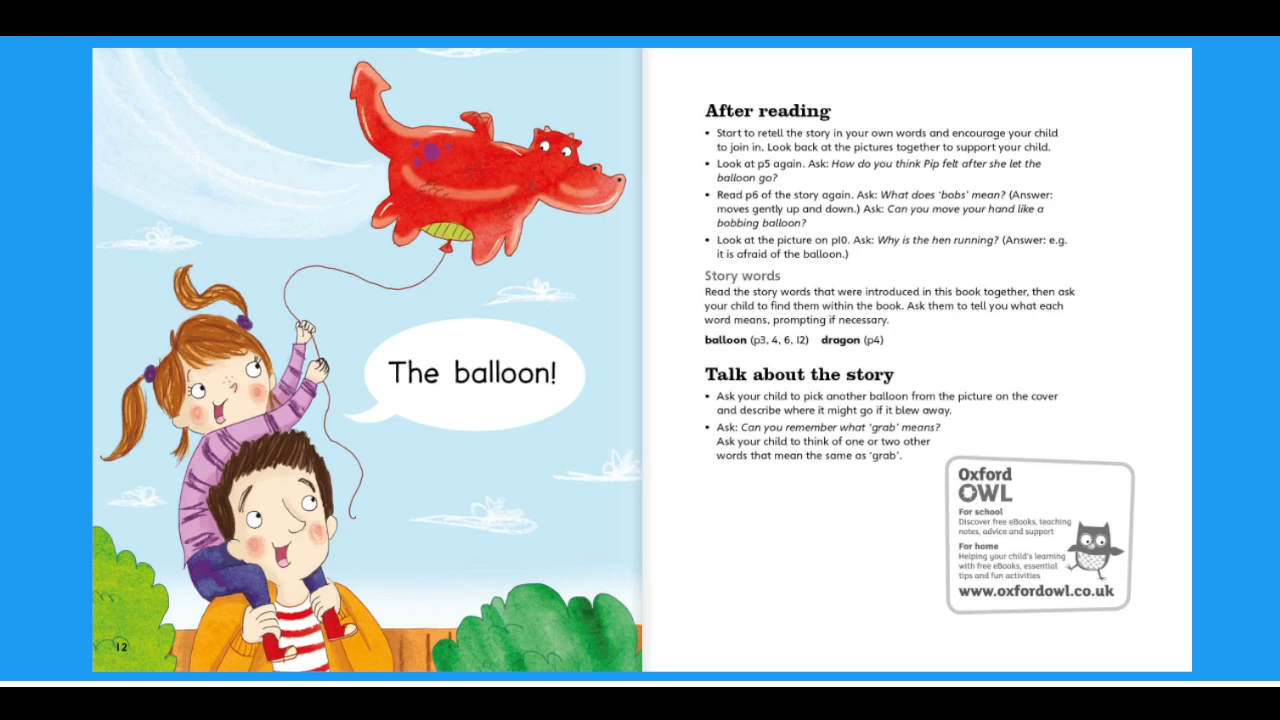 The balloon!
12
After reading
• Start to retell the story in your own words and encourage your child
to join in. Look back at the pictures together to support your child.
• Look at p5 again. Ask: How do you think Pip felt after she let the
balloon go?
• Read p6 of the story again. Ask: What does ‘bobs’ mean? (Answer:
moves gently up and down.) Ask: Can you move your hand like a
bobbing balloon?
• Look at the picture on p10. Ask: Why is the hen running? (Answer: e.g.
it is afraid of the balloon.)
Story words
Read the story words that were introduced in this book together, then ask
your child to find them within the book. Ask them to tell you what each
word means, prompting if necessary.
balloon (p3, 4, 6, 12) dragon (p4)
Talk about the story
• Ask your child to pick another balloon from the picture on the cover
and describe where it might go if it blew away.
• Ask: Can you remember what ‘grab’ means?
Ask your child to think of one or two other
words that mean the same as ‘grab’.
Oxford
OWL
For school
Discover free eBooks, teaching
notes, advice and support
For home
Helping your child's learning
with free eBooks, essential
tips and fun activities
www.oxfordowl.co.uk